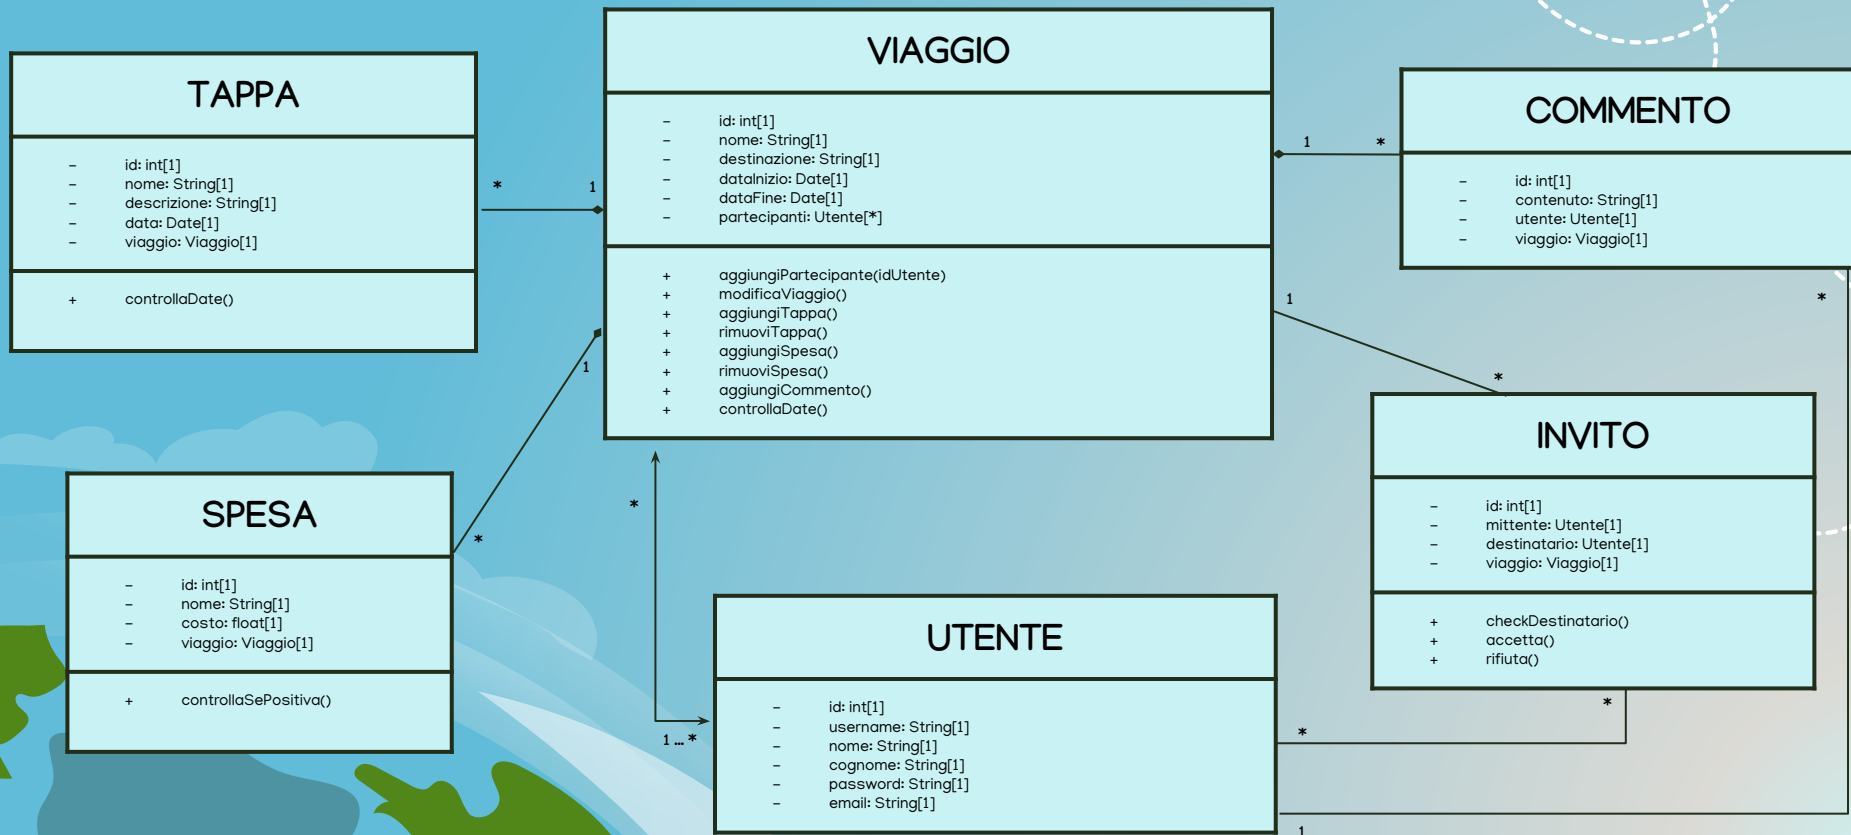 TAPPA
- id: int[1]
- nome: String[1]
- descrizione: String[1]
- data: Date[1]
- viaggio: Viaggio[1]
+ controllaDate()
* 1
VIAGGIO
- id: int[1]
- nome: String[1]
- destinazione: String[1]
- dataInizio: Date[1]
- dataFine: Date[1]
- partecipanti: Utente[*]
+ aggiungiPartecipante(idUtente)
+ modificaViaggio()
+ aggiungiTappa()
+ rimuoviTappa()
+ aggiungiSpesa()
+ rimuoviSpesa()
+ aggiungiCommento()
+ controllaDate()
1 *
COMMENTO
- id: int[1]
- contenuto: String[1]
- utente: Utente[1]
- viaggio: Viaggio[1]
*
1
*
1
*
SPESA
- id: int[1]
- nome: String[1]
- costo: float[1]
- viaggio: Viaggio[1]
+ controllaSePositiva()
*
1 ... *
UTENTE
- id: int[1]
- username: String[1]
- nome: String[1]
- cognome: String[1]
- password: String[1]
- email: String[1]
INVITO
- id: int[1]
- mittente: Utente[1]
- destinatario: Utente[1]
- viaggio: Viaggio[1]
+ checkDestinatario()
+ accetta()
+ rifiuta()
*
*
1